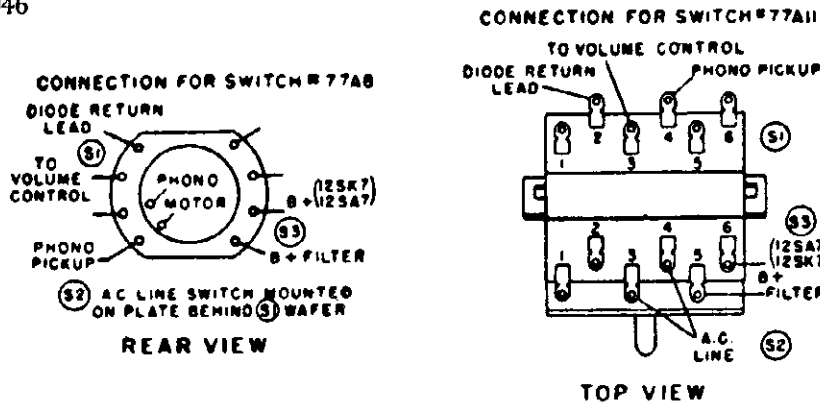 46
CONNECTION FOR SWITCH #77A8
DIODE RETURN
LEAD
S1
TO
VOLUME
CONTROL
PHONO
MOTOR
B+ (12SK7
12SA7)
S3
PHONO
PICKUP
B+ FILTER
S2 A.C. LINE SWITCH MOUNTED
ON PLATE BEHIND S1 WAFER
REAR VIEW
CONNECTION FOR SWITCH #77A11
TO VOLUME CONTROL
DIODE RETURN
LEAD
PHONO PICKUP
2 4 6
S1
1 3 5
2 4 6
S3
1 3 5
(12SA7
12SK7
B+
FILTER
A.C.
LINE
S2
TOP VIEW